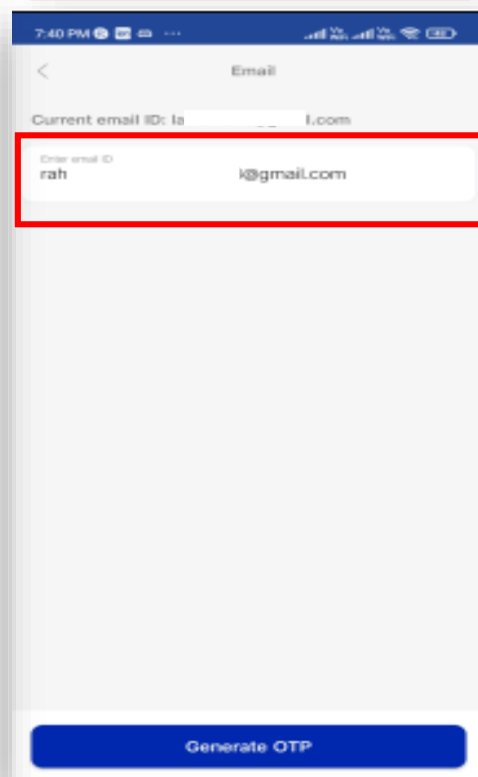 7:40 PM
Email
Current email ID: la l.com
Enter email ID
rah @gmail.com
Generate OTP